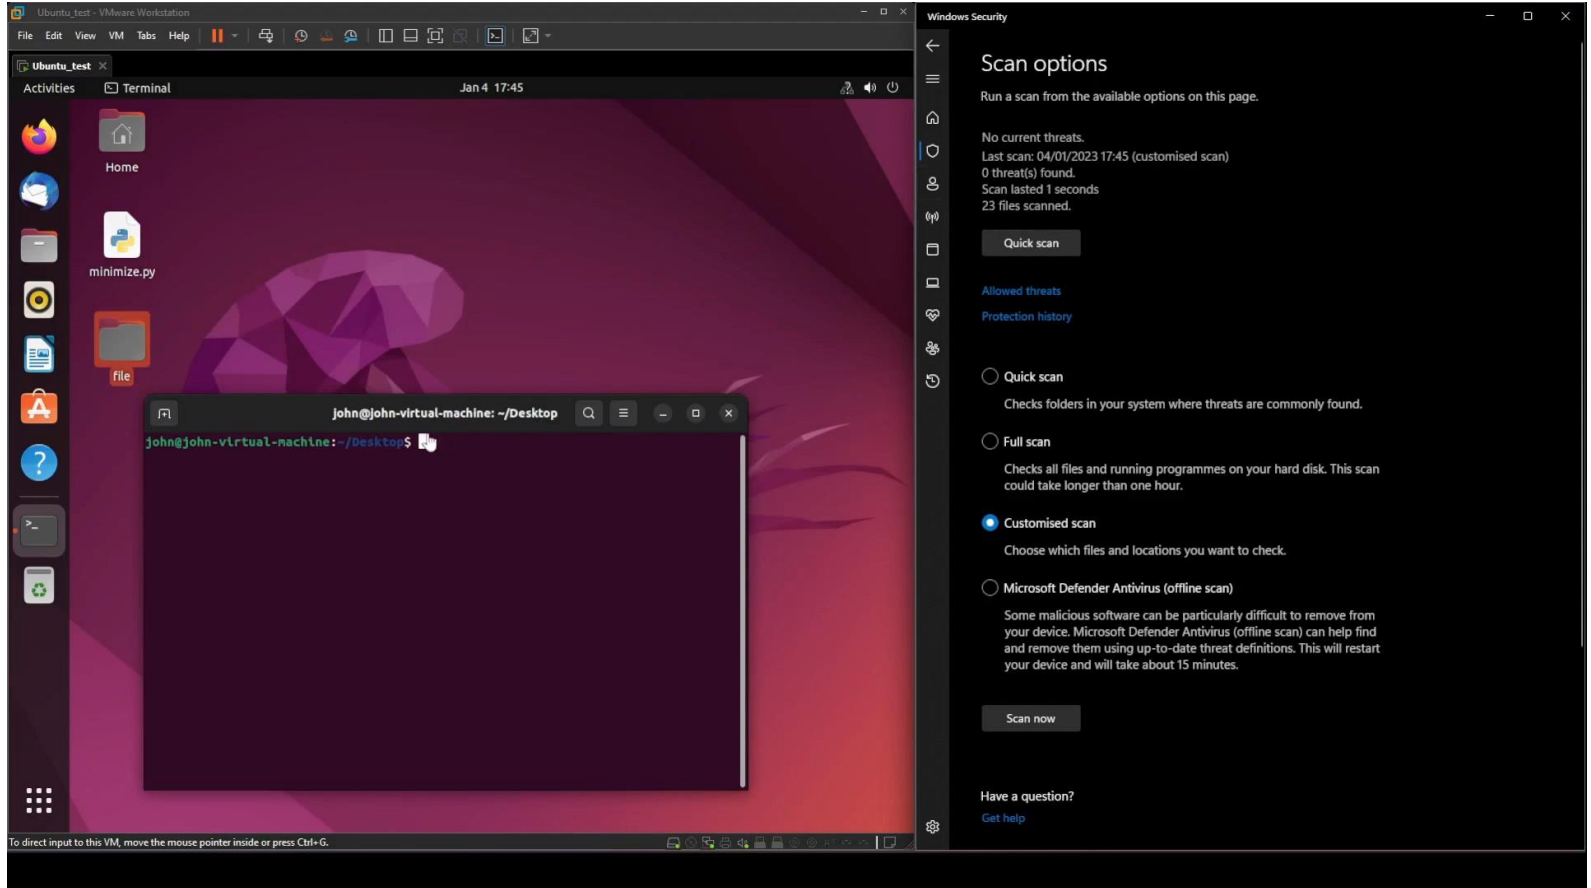 Ubuntu_test - VMware Workstation
File Edit View VM Tabs Help
Ubuntu_test
Activities Terminal Jan 4 17:45
Home
minimize.py
file
john@john-virtual-machine: ~/Desktop
john@john-virtual-machine:~/Desktop$
To direct input to this VM, move the mouse pointer inside or press Ctrl+G.
Windows Security
Scan options
Run a scan from the available options on this page.
No current threats.
Last scan: 04/01/2023 17:45 (customised scan)
0 threat(s) found.
Scan lasted 1 seconds
23 files scanned.
Quick scan
Allowed threats
Protection history
Quick scan
Checks folders in your system where threats are commonly found.
Full scan
Checks all files and running programmes on your hard disk. This scan
could take longer than one hour.
Customised scan
Choose which files and locations you want to check.
Microsoft Defender Antivirus (offline scan)
Some malicious software can be particularly difficult to remove from
your device. Microsoft Defender Antivirus (offline scan) can help find
and remove them using up-to-date threat definitions. This will restart
your device and will take about 15 minutes.
Scan now
Have a question?
Get help